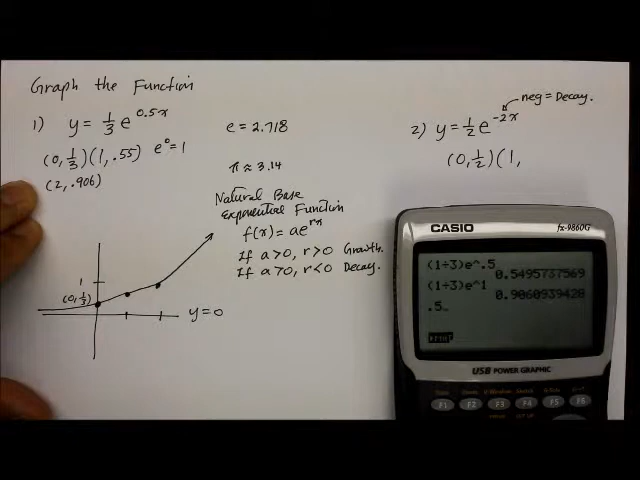 Graph the Function
1) y = 1/3 e^0.5x
(0, 1/3) (1, .55) e^0 = 1
(2, .906)
e = 2.718
π ≈ 3.14
Natural Base
Exponential Function
f(x) = ae^rx
If a>0, r>0 Growth.
If a>0, r<0 Decay.
1
(0, 1/3)
y=0
neg = Decay.
2) y = 1/2 e^-2x
(0, 1/2) (1,
CASIO
fx-9860G
(1÷3)e^.5
0.5495737569
(1÷3)e^1
0.9060939428
.5_
USB POWER GRAPHIC
F1 F2 F3 F4 F5 F6